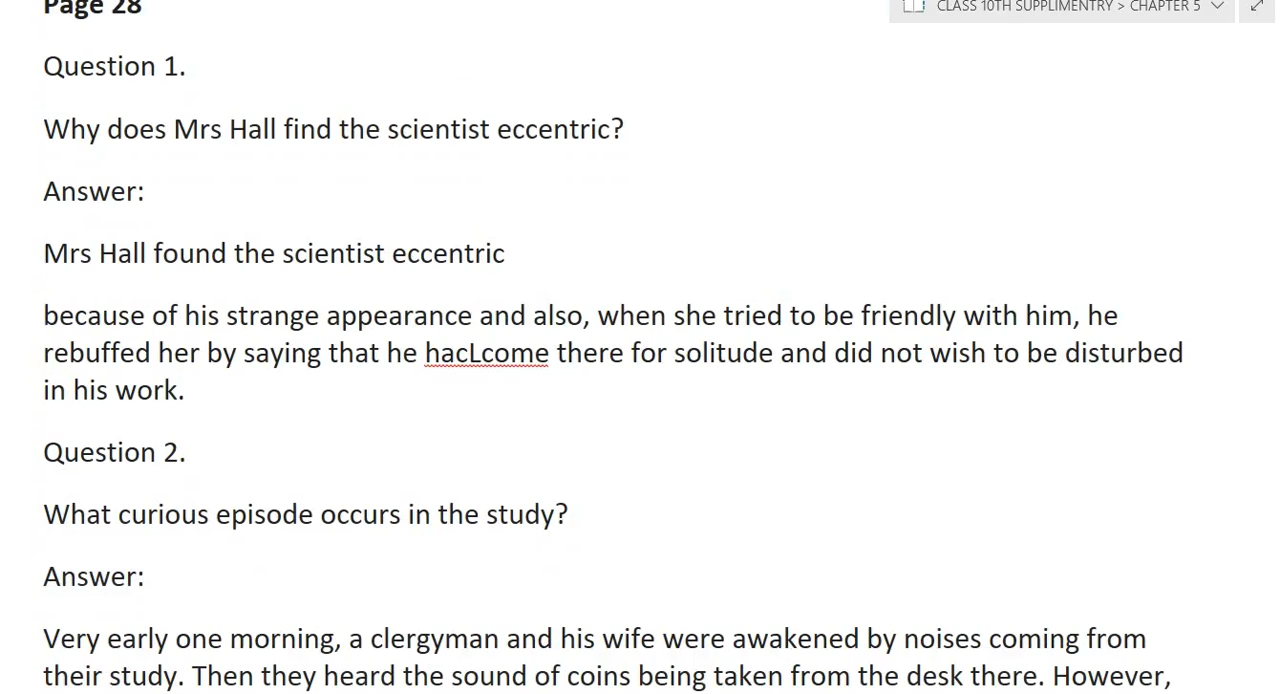 Page 28
CLASS 10TH SUPPLIMENTRY > CHAPTER 5
Question 1.
Why does Mrs Hall find the scientist eccentric?
Answer:
Mrs Hall found the scientist eccentric
because of his strange appearance and also, when she tried to be friendly with him, he
rebuffed her by saying that he hacLcome there for solitude and did not wish to be disturbed
in his work.
Question 2.
What curious episode occurs in the study?
Answer:
Very early one morning, a clergyman and his wife were awakened by noises coming from
their study. Then they heard the sound of coins being taken from the desk there. However,